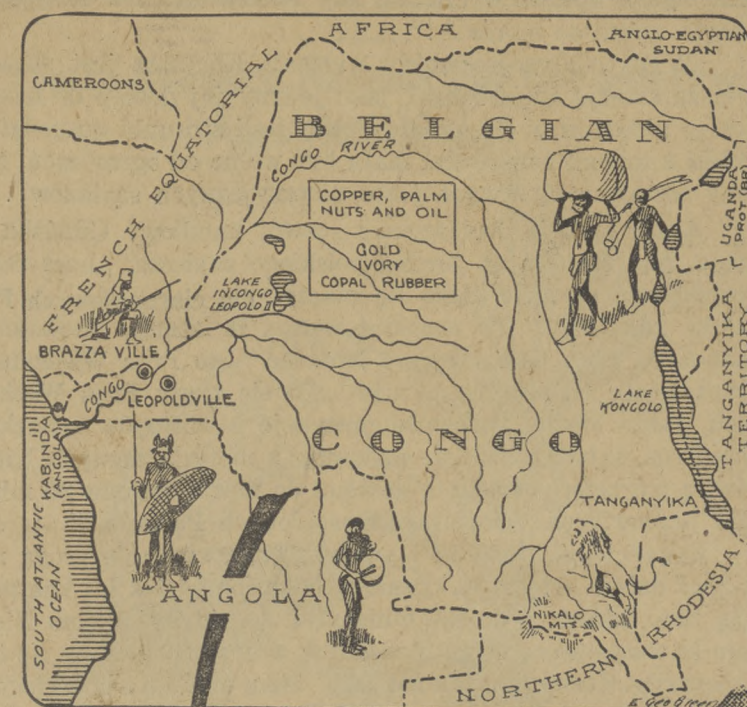 AFRICA
ANGLO-EGYPTIAN
SUDAN
CAMEROONS
FRENCH EQUATORIAL
BELGIAN
CONGO RIVER
COPPER, PALM
NUTS AND OIL
GOLD
IVORY
COPAL RUBBER
UGANDA
LAKE
INCONGO
LEOPOLD II
BRAZZA VILLE
CONGO
LEOPOLDVILLE
LAKE
KONGOLO
TANGANYIKA
TERRITORY
KABINDA
(ANGOLA)
CONGO
TANGANYIKA
SOUTH ATLANTIC
OCEAN
ANGOLA
NIKALO
MTS
NORTHERN RHODESIA